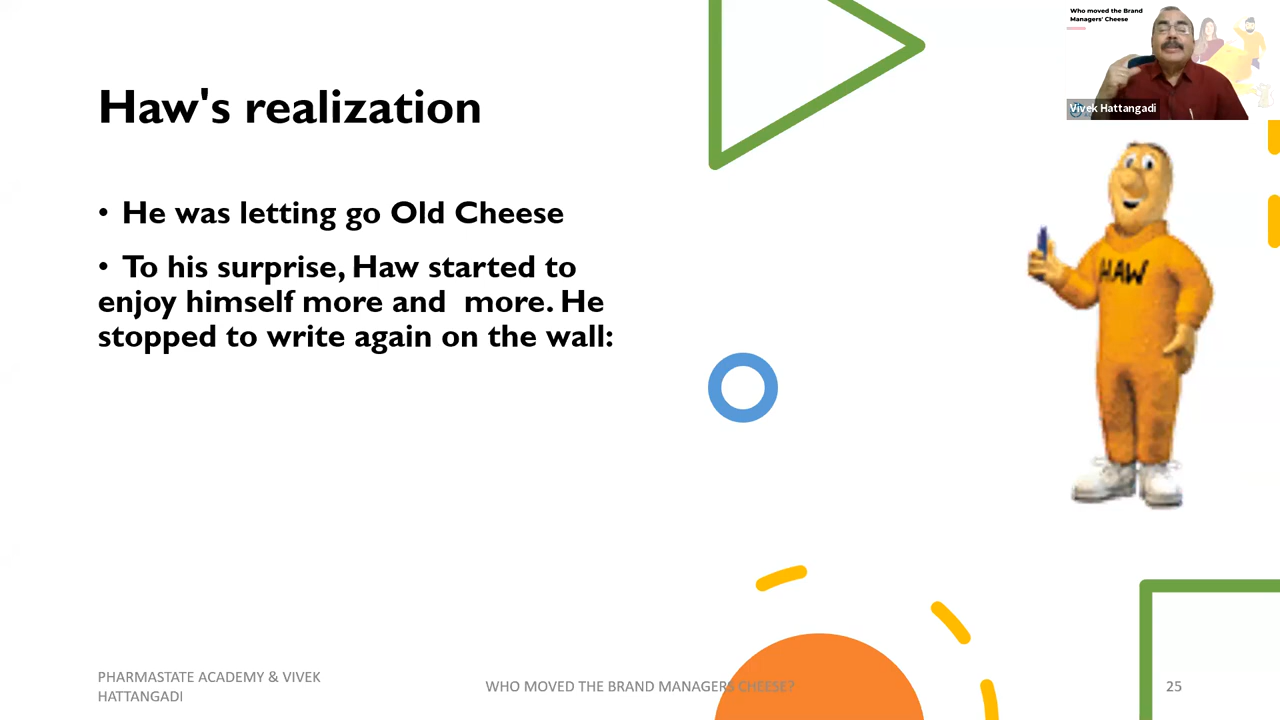 Who moved the Brand
Managers' Cheese
Vivek Hattangadi
Haw's realization
• He was letting go Old Cheese
• To his surprise, Haw started to
enjoy himself more and more. He
stopped to write again on the wall:
HAW
PHARMASTATE ACADEMY & VIVEK
HATTANGADI
WHO MOVED THE BRAND MANAGERS CHEESE?
25